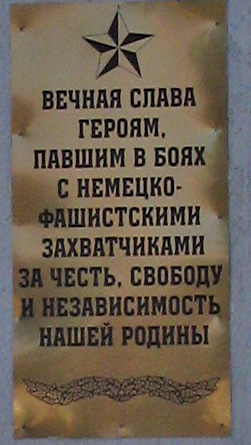 ВЕЧНАЯ СЛАВА
ГЕРОЯМ,
ПАВШИМ В БОЯХ
С НЕМЕЦКО-
ФАШИСТСКИМИ
ЗАХВАТЧИКАМИ
ЗА ЧЕСТЬ, СВОБОДУ
И НЕЗАВИСИМОСТЬ
НАШЕЙ РОДИНЫ